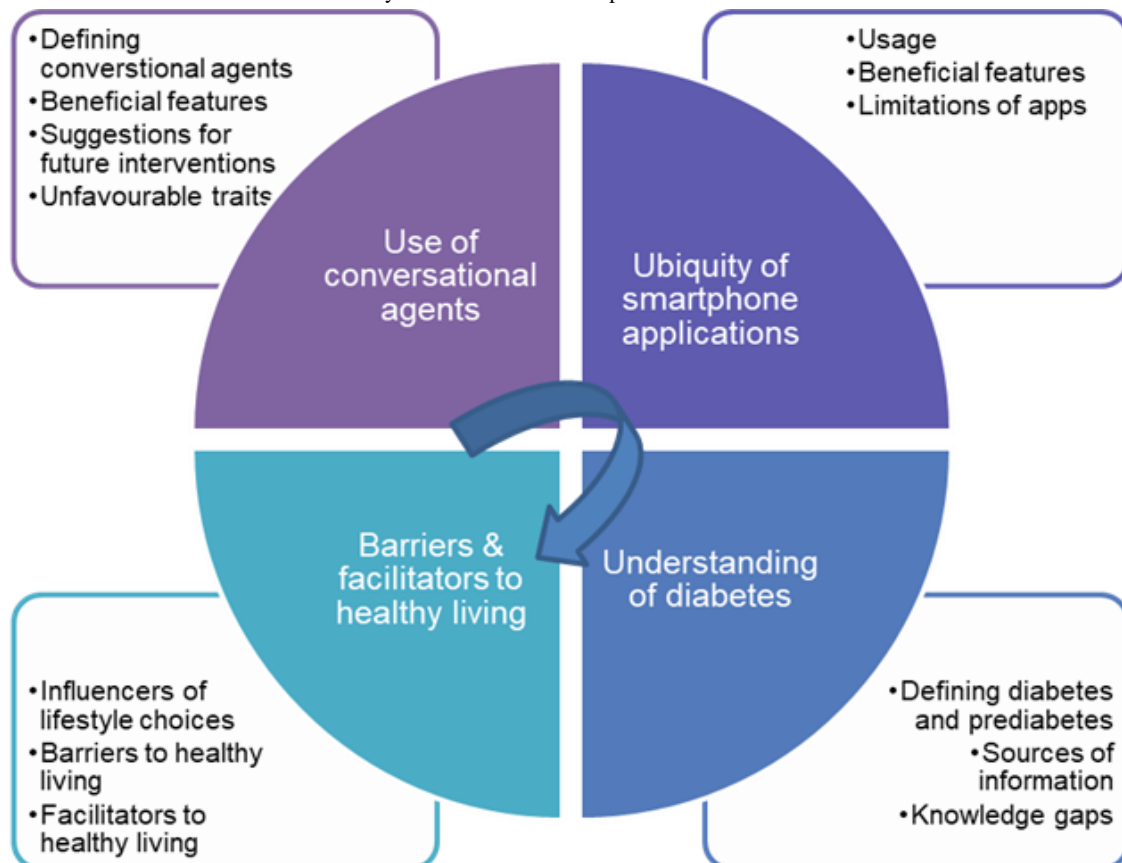 •Defining
converstional agents
•Beneficial features
•Suggestions for
future interventions
•Unfavourable traits
•Usage
•Beneficial features
•Limitations of apps
Use of
conversational
agents
Ubiquity of
smartphone
applications
Barriers &
facilitators to
healthy living
Understanding
of diabetes
•Influencers of
lifestyle choices
•Barriers to healthy
living
•Facilitators to
healthy living
•Defining diabetes
and prediabetes
•Sources of
information
•Knowledge gaps